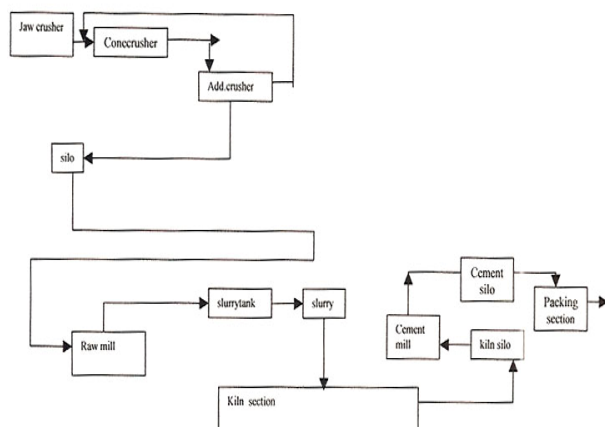 Jaw crusher
Conecrusher
Add.crusher
silo
Raw mill
slurrytank
slurry
Kiln section
kiln silo
Cement
mill
Cement
silo
Packing
section